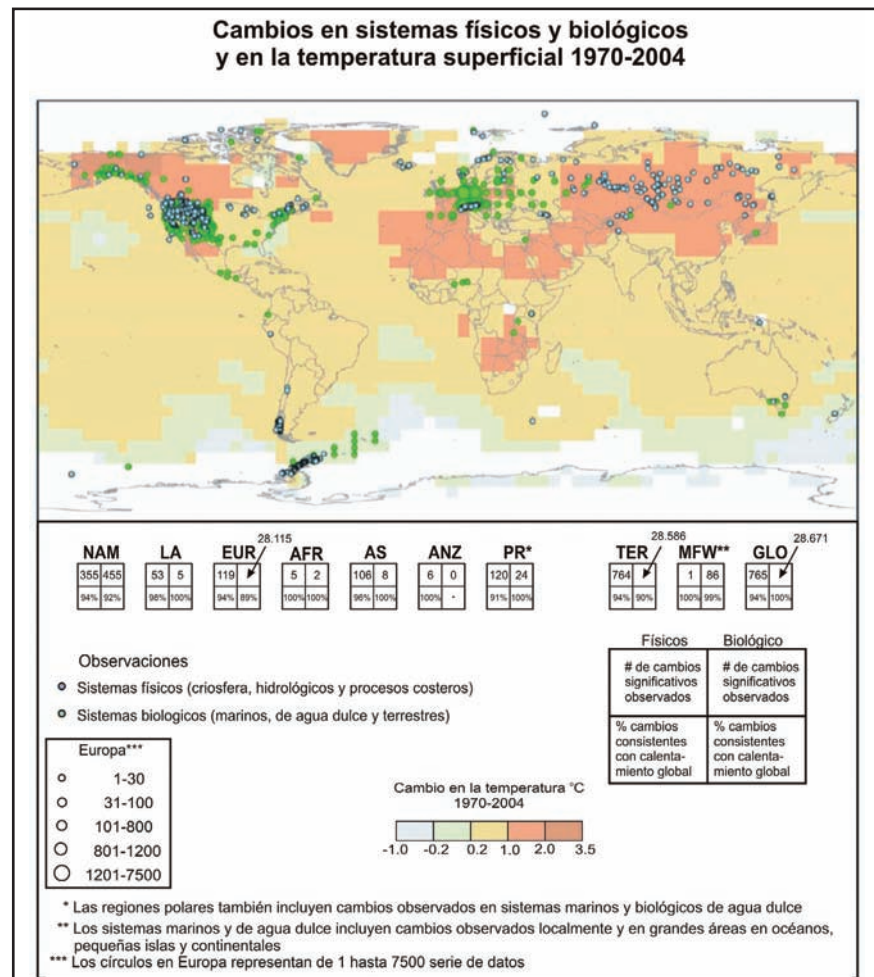 Cambios en sistemas físicos y biológicos
y en la temperatura superficial 1970-2004
28.115
28.586
28.671
NAM LA EUR AFR AS ANZ PR* TER MFW** GLO
355 455 53 5 119 5 2 106 8 6 0 120 24 764 1 86 765
94% 92% 98% 100% 94% 89% 100% 100% 96% 100% 100% - 91% 100% 94% 90% 100% 99% 94% 100%
Físicos Biológico
# de cambios
significativos
observados
# de cambios
significativos
observados
% cambios
consistentes
con calenta-
miento global
% cambios
consistentes
con calenta-
miento global
Observaciones
Sistemas físicos (criosfera, hidrológicos y procesos costeros)
Sistemas biologicos (marinos, de agua dulce y terrestres)
Europa***
1-30
31-100
101-800
801-1200
1201-7500
Cambio en la temperatura °C
1970-2004
-1.0 -0.2 0.2 1.0 2.0 3.5
* Las regiones polares también incluyen cambios observados en sistemas marinos y biológicos de agua dulce
** Los sistemas marinos y de agua dulce incluyen cambios observados localmente y en grandes áreas en océanos,
pequeñas islas y continentales
*** Los círculos en Europa representan de 1 hasta 7500 serie de datos